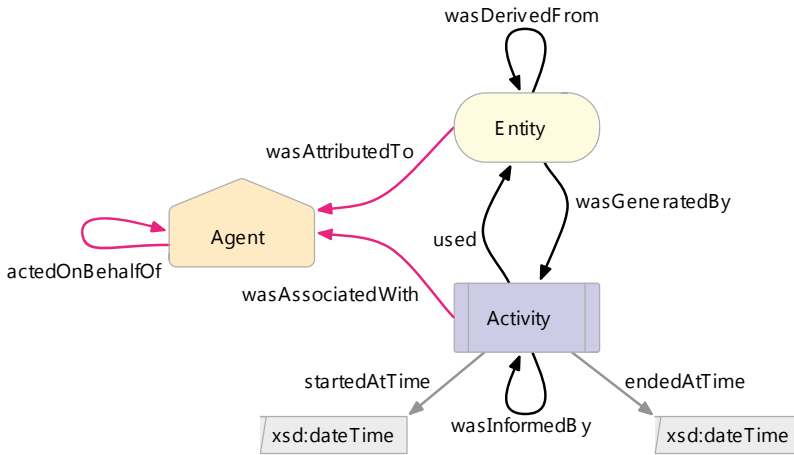 wasDerivedFrom
Entity
wasAttributedTo
wasGeneratedBy
Agent
used
actedOnBehalfOf
wasAssociatedWith
Activity
startedAtTime
endedAtTime
wasInformedBy
xsd:dateTime
xsd:dateTime